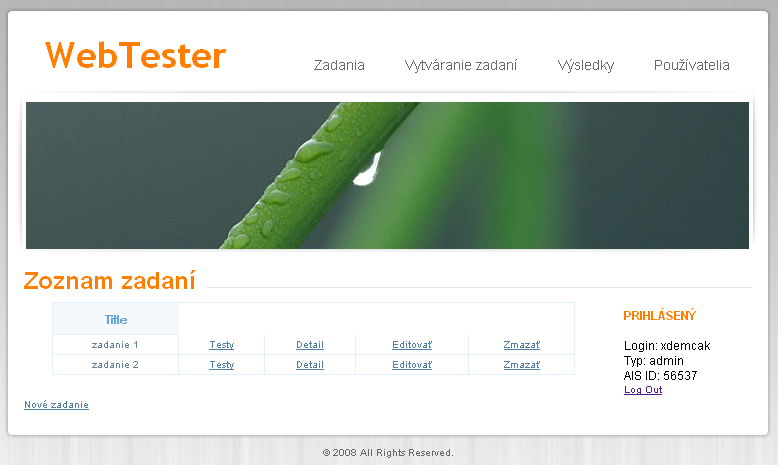 WebTester
Zadania Vytváranie zadaní Výsledky Používatelia
Zoznam zadaní
Title
zadanie 1 Testy Detail Editovať Zmazať
zadanie 2 Testy Detail Editovať Zmazať
Nové zadanie
PRIHLÁSENÝ
Login: xdemcak
Typ: admin
AIS ID: 56537
Log Out
© 2008 All Rights Reserved.